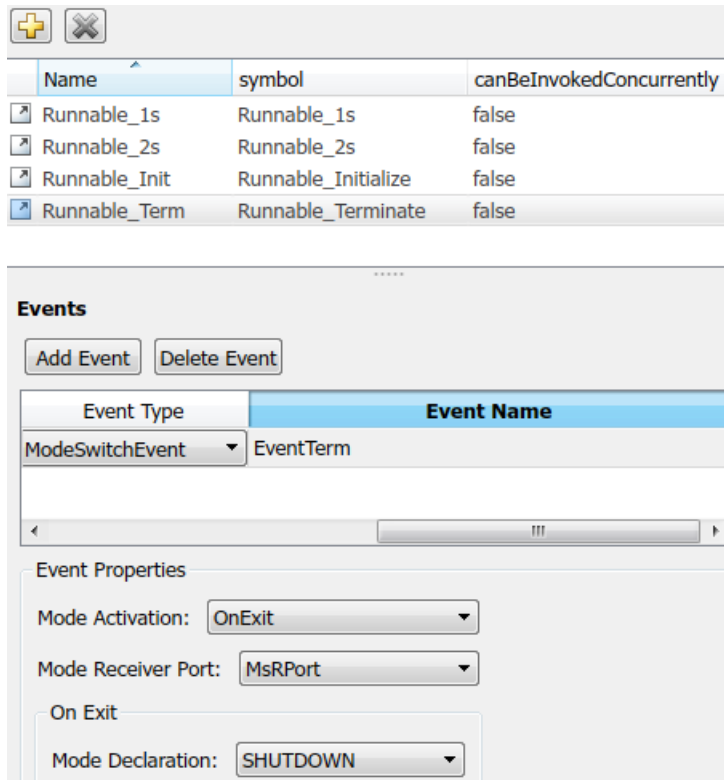 Name symbol canBeInvokedConcurrently
Runnable_1s Runnable_1s false
Runnable_2s Runnable_2s false
Runnable_Init Runnable_Initialize false
Runnable_Term Runnable_Terminate false
Events
Add Event Delete Event
Event Type Event Name
ModeSwitchEvent EventTerm
Event Properties
Mode Activation: OnExit
Mode Receiver Port: MsRPort
On Exit
Mode Declaration: SHUTDOWN